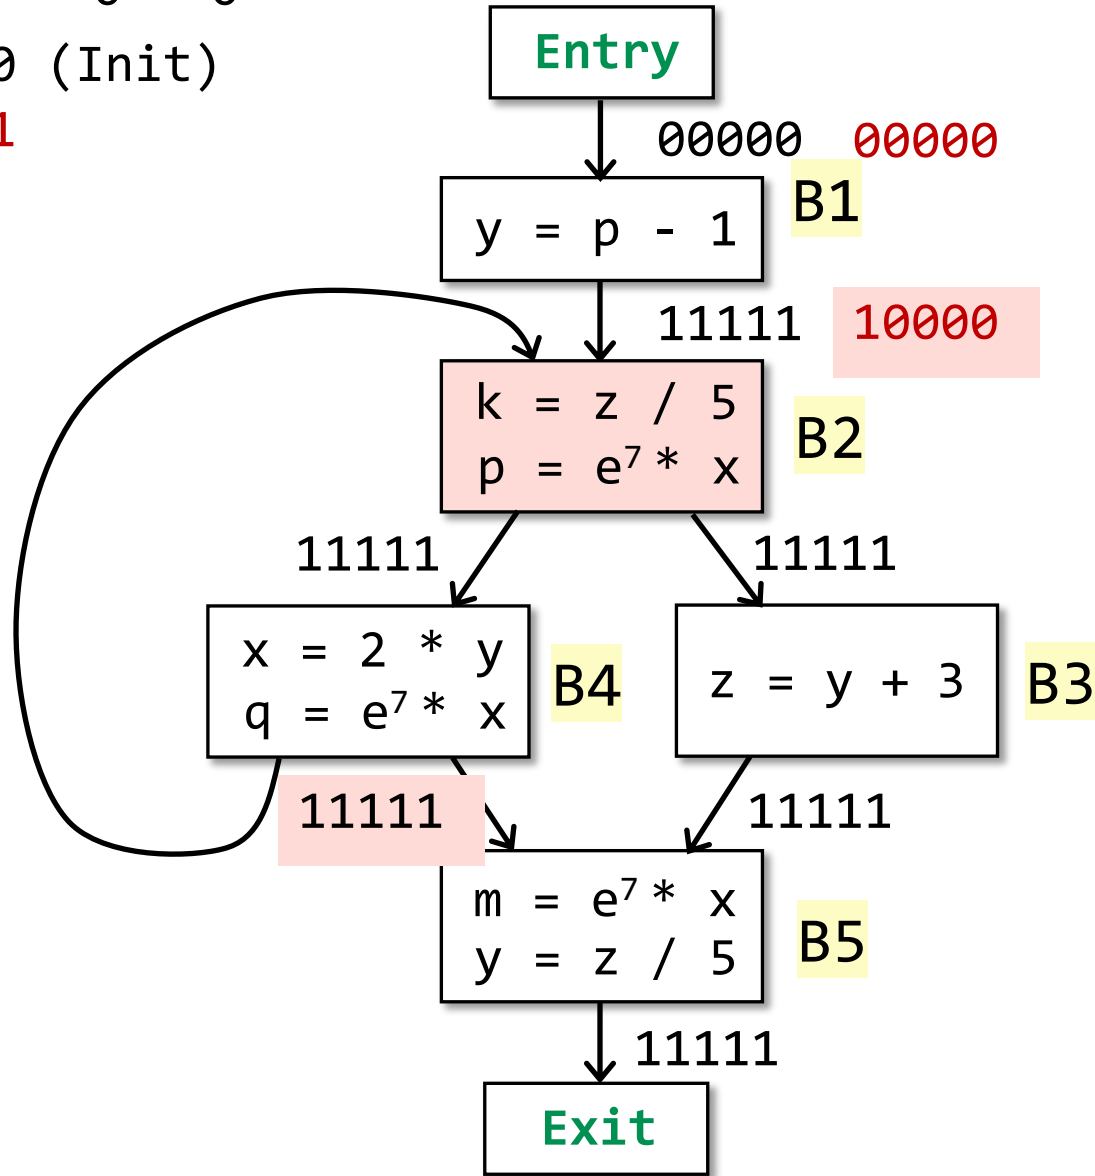 0 (Init)
1
Entry
00000 00000
B1
y = p - 1
11111 10000
k = z / 5
p = e⁷ * x
B2
11111 11111
x = 2 * y
q = e⁷ * x
B4
z = y + 3
B3
11111 11111
m = e⁷ * x
y = z / 5
B5
11111
Exit